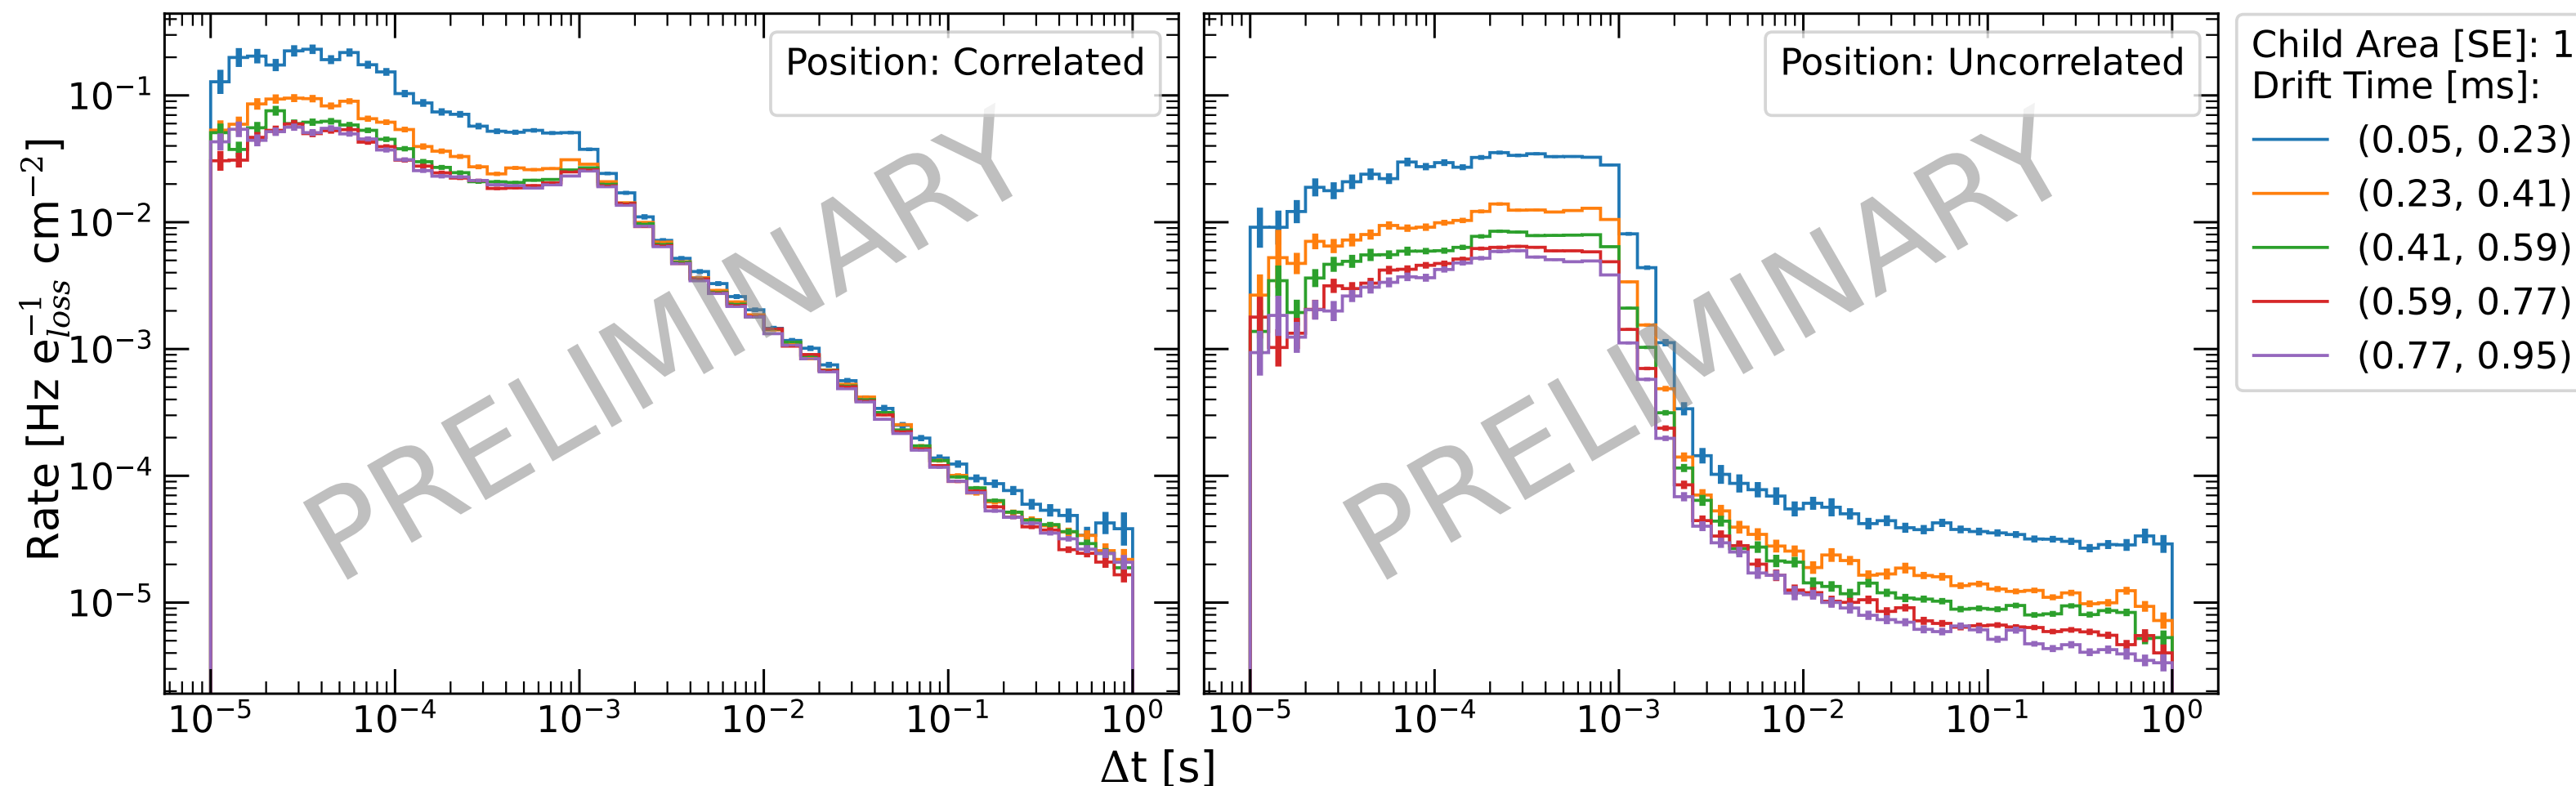 Rate [Hz e_loss^−1 cm^−2]
10^−1
10^−2
10^−3
10^−4
10^−5
Position: Correlated
PRELIMINARY
10^−5 10^−4 10^−3 10^−2 10^−1 10^0
Position: Uncorrelated
PRELIMINARY
10^−5 10^−4 10^−3 10^−2 10^−1 10^0
Δt [s]
Child Area [SE]: 1
Drift Time [ms]:
(0.05, 0.23)
(0.23, 0.41)
(0.41, 0.59)
(0.59, 0.77)
(0.77, 0.95)